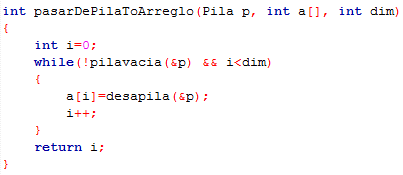 int pasarDePilaToArreglo(Pila p, int a[], int dim)
{
    int i=0;
    while(!pilavacia(&p) && i<dim)
    {
        a[i]=desapila(&p);
        i++;
    }
    return i;
}